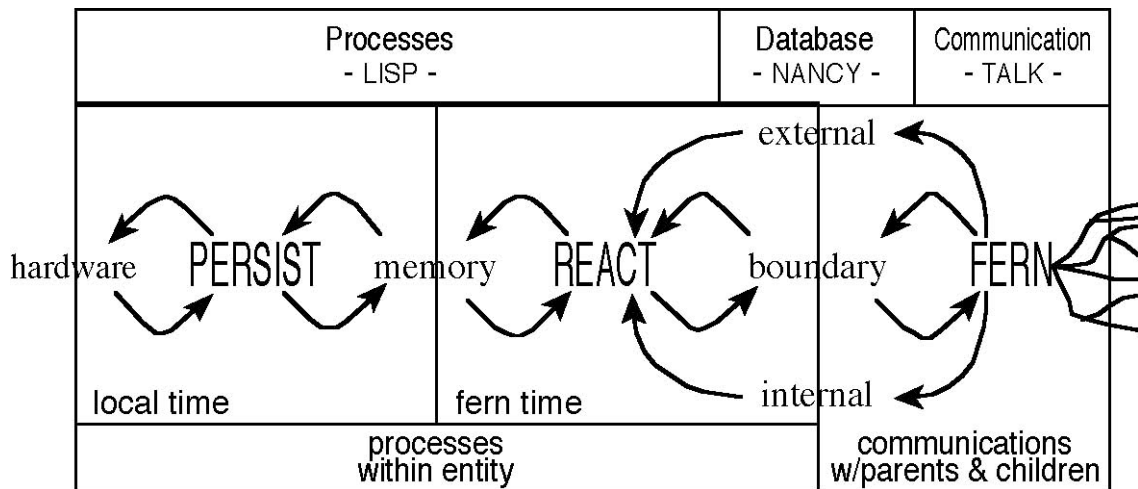 Processes
- LISP -
Database
- NANCY -
Communication
- TALK -
external
hardware PERSIST memory REACT boundary FERN
internal
local time
fern time
processes
within entity
communications
w/parents & children